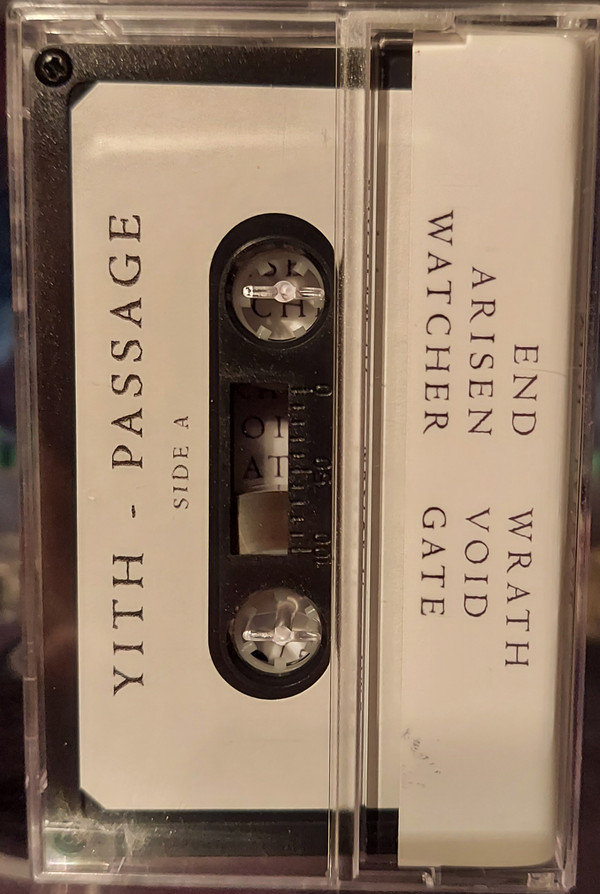 YITH - PASSAGE
SIDE A
END
ARISEN
WATCHER
WRATH
VOID
GATE